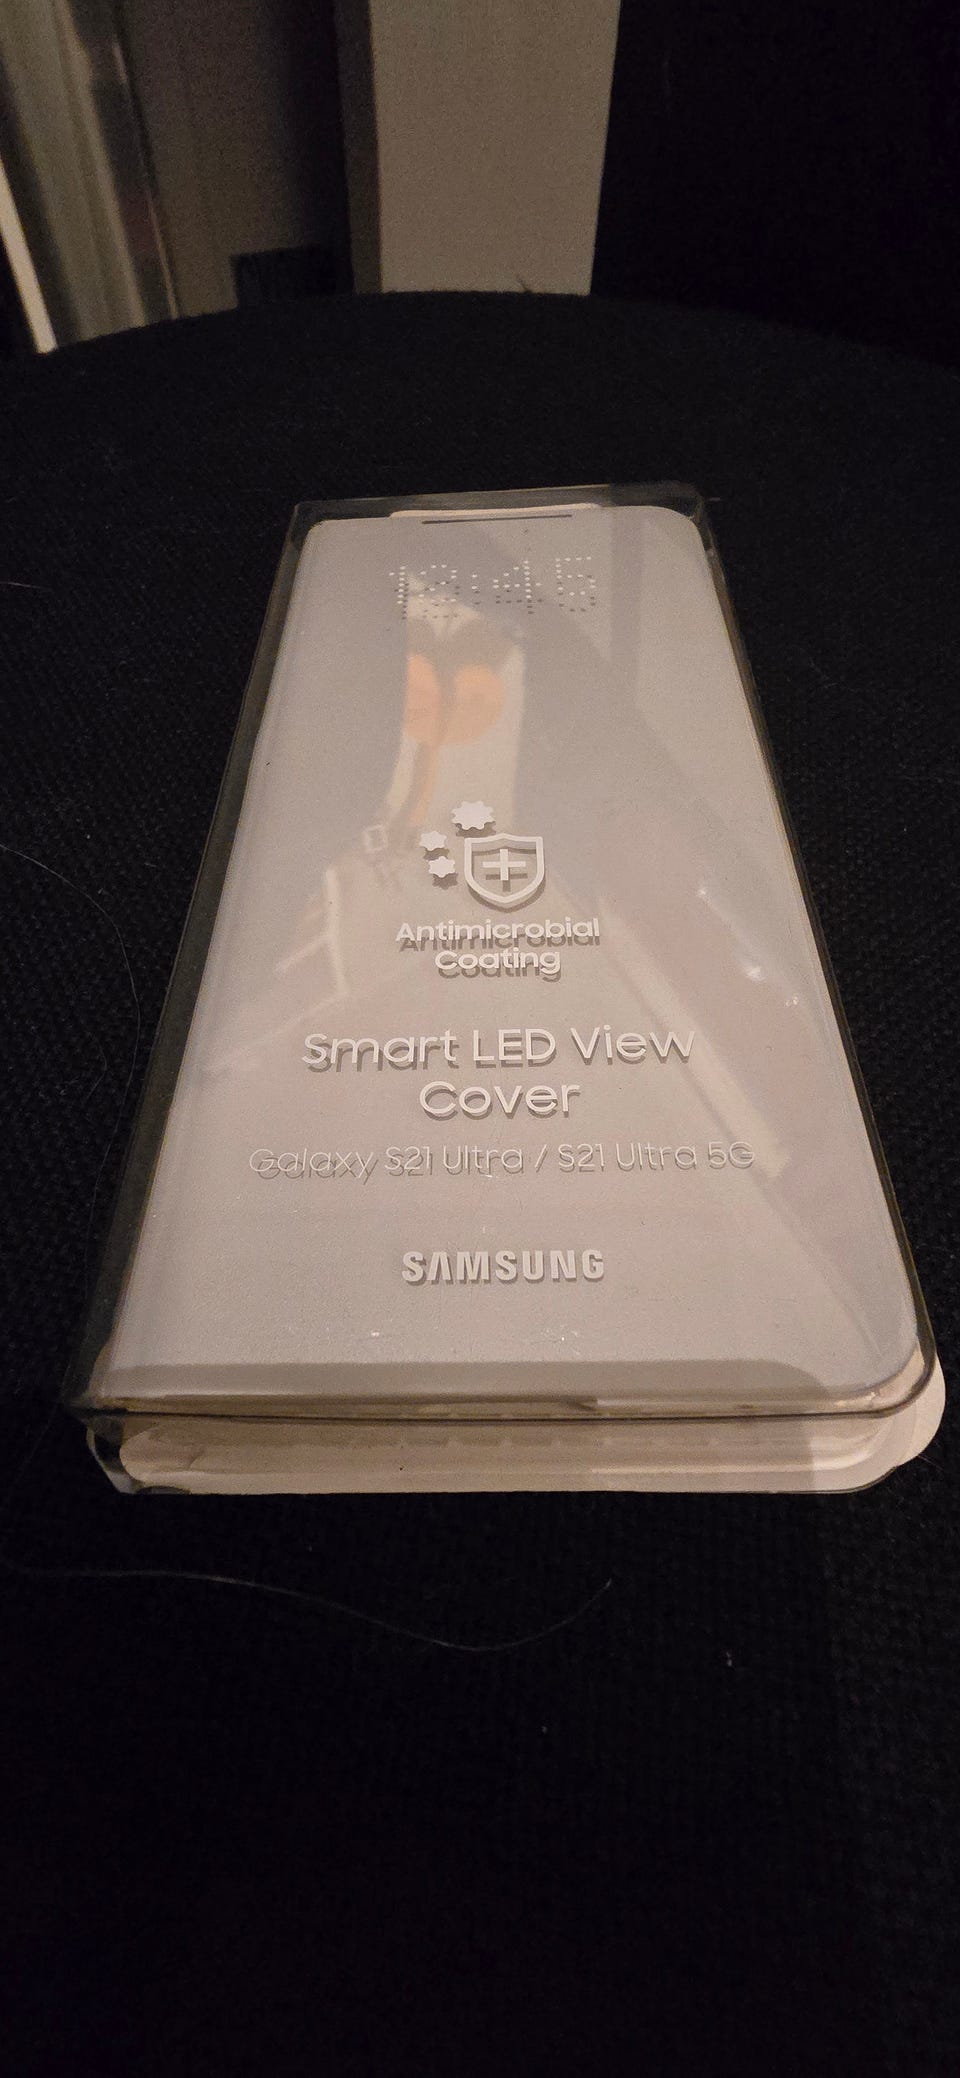 12:45
Antimicrobial
Coating
Smart LED View
Cover
Galaxy S21 Ultra / S21 Ultra 5G
SAMSUNG